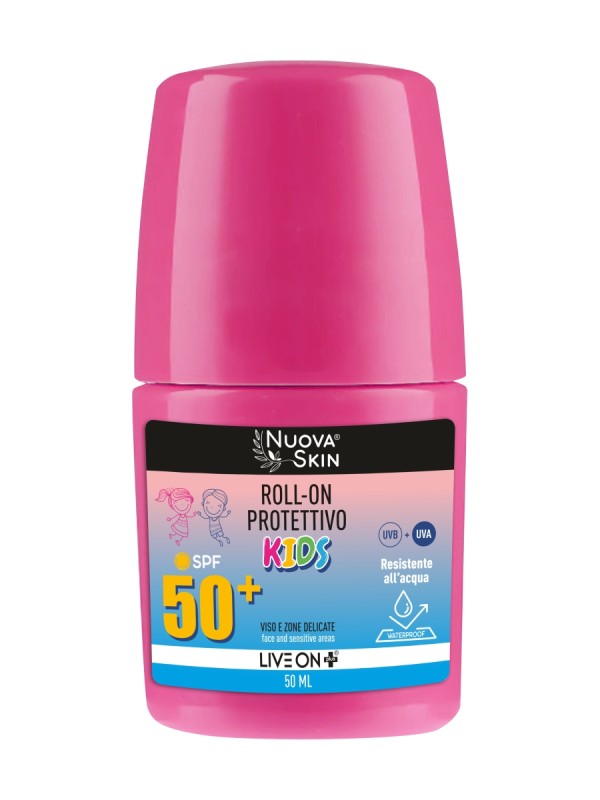 NUOVA®
SKIN
ROLL-ON
PROTETTIVO
KIDS
SPF
50+
UVB + UVA
Resistente
all'acqua
WATERPROOF
VISO E ZONE DELICATE
face and sensitive areas
LIVE ON plus
50 ML